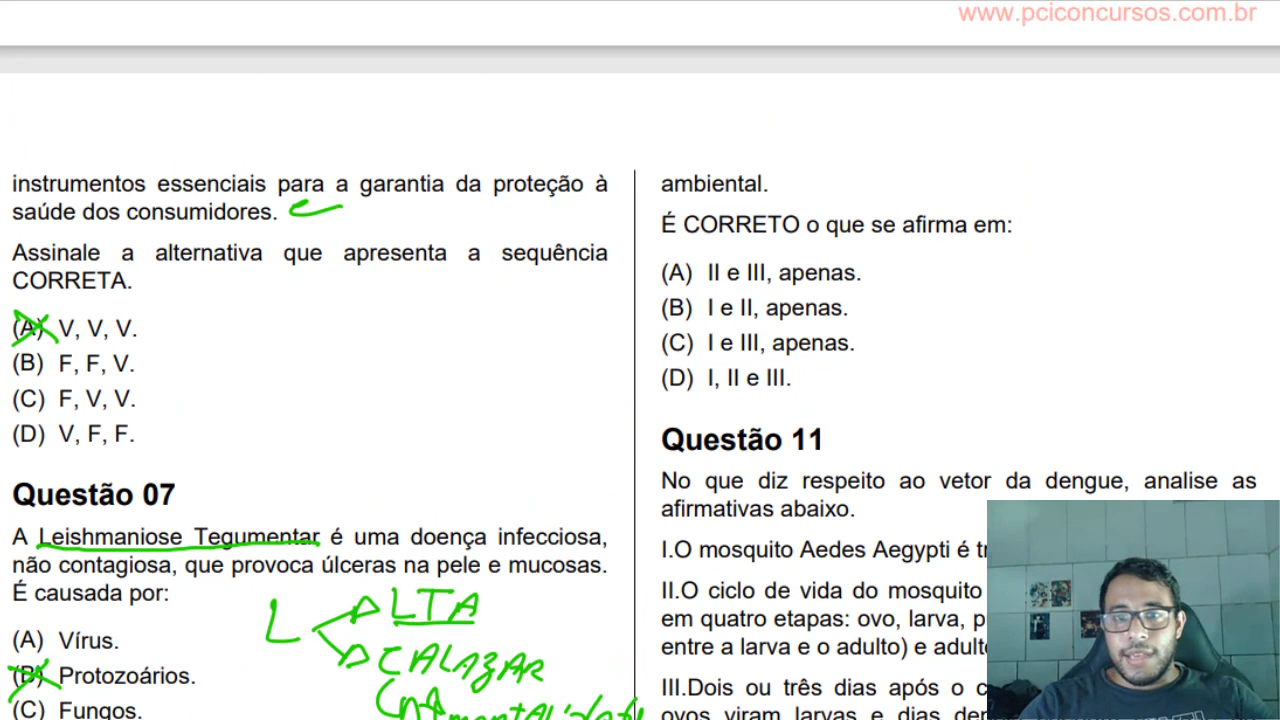 www.pciconcursos.com.br
instrumentos essenciais para a garantia da proteção à
saúde dos consumidores.
Assinale a alternativa que apresenta a sequência
CORRETA.
(A) V, V, V.
(B) F, F, V.
(C) F, V, V.
(D) V, F, F.
Questão 07
A Leishmaniose Tegumentar é uma doença infecciosa,
não contagiosa, que provoca úlceras na pele e mucosas.
É causada por:
L
LTA
CALAZAR
(A) Vírus.
(B) Protozoários.
(C) Fungos.
ambiental.
É CORRETO o que se afirma em:
(A) II e III, apenas.
(B) I e II, apenas.
(C) I e III, apenas.
(D) I, II e III.
Questão 11
No que diz respeito ao vetor da dengue, analise as
afirmativas abaixo.
I.O mosquito Aedes Aegypti é
II.O ciclo de vida do mosquito
em quatro etapas: ovo, larva,
entre a larva e o adulto) e
III.Dois ou três dias após o
ovos viram larvas e dias